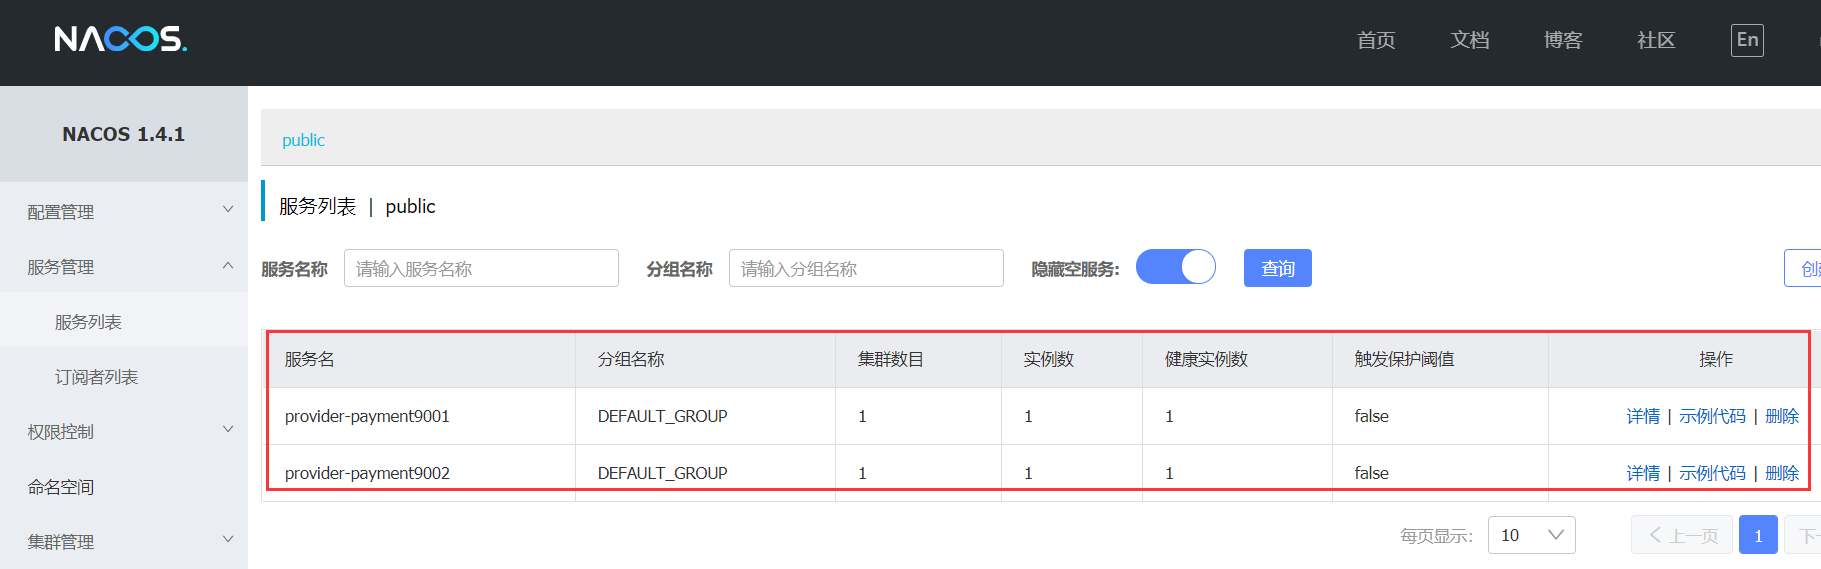 NACOS.
首页 文档 博客 社区 En
NACOS 1.4.1
配置管理
服务管理
服务列表
订阅者列表
权限控制
命名空间
集群管理
public
服务列表 | public
服务名称 请输入服务名称 分组名称 请输入分组名称 隐藏空服务: 查询 创
服务名 分组名称 集群数目 实例数 健康实例数 触发保护阈值 操作
provider-payment9001 DEFAULT_GROUP 1 1 1 false 详情 | 示例代码 | 删除
provider-payment9002 DEFAULT_GROUP 1 1 1 false 详情 | 示例代码 | 删除
每页显示: 10 上一页 1 下